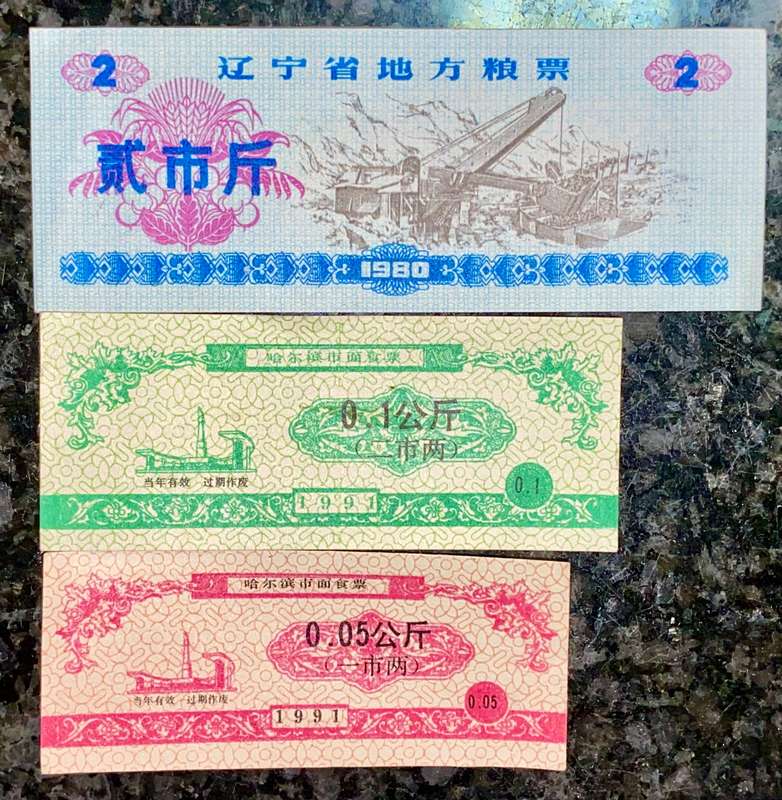 2 辽宁省地方粮票 2
贰市斤
1980
哈尔滨市面食票
0.1公斤
(二市两)
当年有效 过期作废
0.1
1991
哈尔滨市面食票
0.05公斤
(一市两)
当年有效 过期作废
0.05
1991